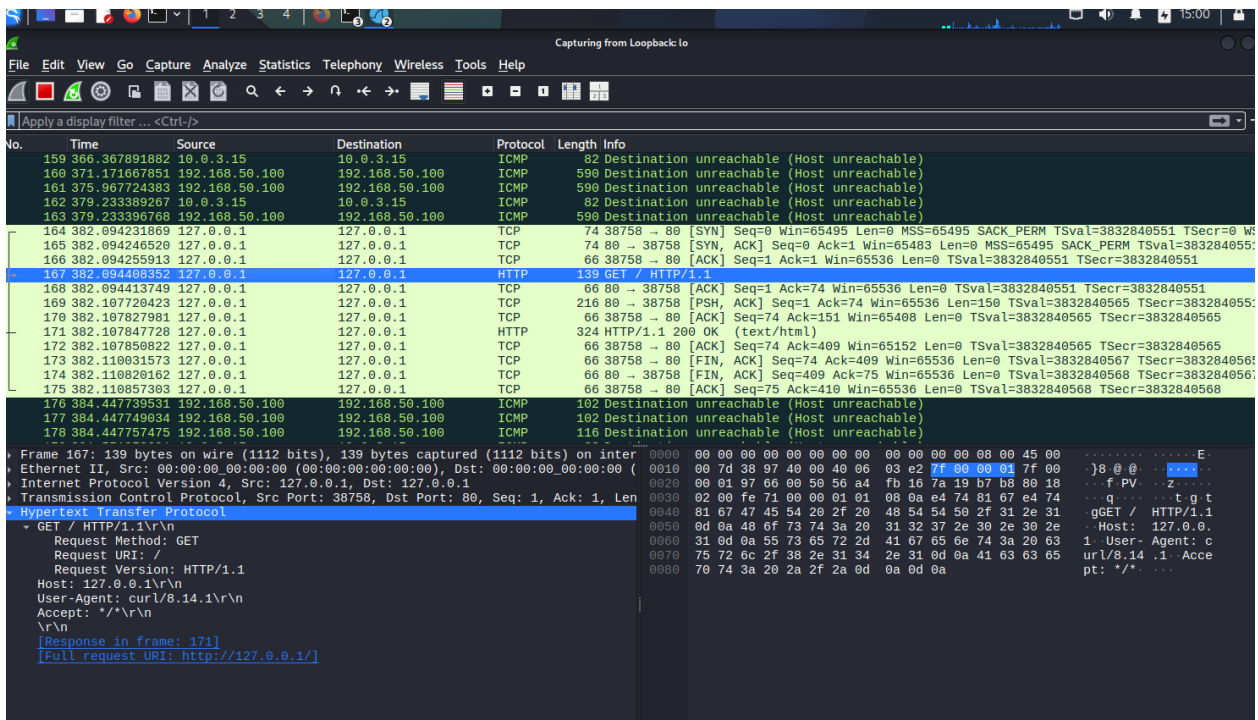 1 2 3 4 15:00
Capturing from Loopback: lo
File Edit View Go Capture Analyze Statistics Telephony Wireless Tools Help
Apply a display filter ... <Ctrl-/>
No. Time Source Destination Protocol Length Info
159 366.367891882 10.0.3.15 10.0.3.15 ICMP 82 Destination unreachable (Host unreachable)
160 371.171667851 192.168.50.100 192.168.50.100 ICMP 590 Destination unreachable (Host unreachable)
161 375.967724383 192.168.50.100 192.168.50.100 ICMP 590 Destination unreachable (Host unreachable)
162 379.233389267 10.0.3.15 10.0.3.15 ICMP 82 Destination unreachable (Host unreachable)
163 379.233396768 192.168.50.100 192.168.50.100 ICMP 590 Destination unreachable (Host unreachable)
164 382.094231869 127.0.0.1 127.0.0.1 TCP 74 38758 → 80 [SYN] Seq=0 Win=65495 Len=0 MSS=65495 SACK_PERM TSval=3832840551 TSecr=0 WS
165 382.094246520 127.0.0.1 127.0.0.1 TCP 74 80 → 38758 [SYN, ACK] Seq=0 Ack=1 Win=65483 Len=0 MSS=65495 SACK_PERM TSval=3832840551
166 382.094255913 127.0.0.1 127.0.0.1 TCP 66 38758 → 80 [ACK] Seq=1 Ack=1 Win=65536 Len=0 TSval=3832840551 TSecr=3832840551
167 382.094408352 127.0.0.1 127.0.0.1 HTTP 139 GET / HTTP/1.1
168 382.094413749 127.0.0.1 127.0.0.1 TCP 66 80 → 38758 [ACK] Seq=1 Ack=74 Win=65536 Len=0 TSval=3832840551 TSecr=3832840551
169 382.107720423 127.0.0.1 127.0.0.1 TCP 216 80 → 38758 [PSH, ACK] Seq=1 Ack=74 Win=65536 Len=150 TSval=3832840565 TSecr=3832840551
170 382.107827981 127.0.0.1 127.0.0.1 TCP 66 38758 → 80 [ACK] Seq=74 Ack=151 Win=65408 Len=0 TSval=3832840565 TSecr=3832840565
171 382.107847728 127.0.0.1 127.0.0.1 HTTP 324 HTTP/1.1 200 OK (text/html)
172 382.107850822 127.0.0.1 127.0.0.1 TCP 66 38758 → 80 [ACK] Seq=74 Ack=409 Win=65152 Len=0 TSval=3832840565 TSecr=3832840565
173 382.110031573 127.0.0.1 127.0.0.1 TCP 66 38758 → 80 [FIN, ACK] Seq=74 Ack=409 Win=65536 Len=0 TSval=3832840567 TSecr=3832840565
174 382.110820162 127.0.0.1 127.0.0.1 TCP 66 80 → 38758 [FIN, ACK] Seq=409 Ack=75 Win=65536 Len=0 TSval=3832840568 TSecr=3832840567
175 382.110857303 127.0.0.1 127.0.0.1 TCP 66 38758 → 80 [ACK] Seq=75 Ack=410 Win=65536 Len=0 TSval=3832840568 TSecr=3832840568
176 384.447739531 192.168.50.100 192.168.50.100 ICMP 102 Destination unreachable (Host unreachable)
177 384.447749034 192.168.50.100 192.168.50.100 ICMP 102 Destination unreachable (Host unreachable)
178 384.447757475 192.168.50.100 192.168.50.100 ICMP 116 Destination unreachable (Host unreachable)
Frame 167: 139 bytes on wire (1112 bits), 139 bytes captured (1112 bits) on inter
Ethernet II, Src: 00:00:00_00:00:00 (00:00:00:00:00:00), Dst: 00:00:00_00:00:00 (
Internet Protocol Version 4, Src: 127.0.0.1, Dst: 127.0.0.1
Transmission Control Protocol, Src Port: 38758, Dst Port: 80, Seq: 1, Ack: 1, Len
Hypertext Transfer Protocol
GET / HTTP/1.1\r\n
Request Method: GET
Request URI: /
Request Version: HTTP/1.1
Host: 127.0.0.1\r\n
User-Agent: curl/8.14.1\r\n
Accept: */*\r\n
\r\n
[Response in frame: 171]
[Full request URI: http://127.0.0.1/]
0000 00 00 00 00 00 00 00 00 00 00 00 00 08 00 45 00 ··············E·
0010 00 7d 38 97 40 00 40 06 03 e2 7f 00 00 01 7f 00 ·}8·@·@· ········
0020 00 01 97 66 00 50 56 a4 fb 16 7a 19 b7 b8 80 18 ···f·PV· ··z·····
0030 02 00 fe 71 00 00 01 01 08 0a e4 74 81 67 e4 74 ···q···· ···t·g·t
0040 81 67 47 45 54 20 2f 20 48 54 54 50 2f 31 2e 31 ·gGET / HTTP/1.1
0050 0d 0a 48 6f 73 74 3a 20 31 32 37 2e 30 2e 30 2e ··Host: 127.0.0.
0060 31 0d 0a 55 73 65 72 2d 41 67 65 6e 74 3a 20 63 1··User- Agent: c
0070 75 72 6c 2f 38 2e 31 34 2e 31 0d 0a 41 63 63 65 url/8.14 .1··Acce
0080 70 74 3a 20 2a 2f 2a 0d 0a 0d 0a pt: */*· ···